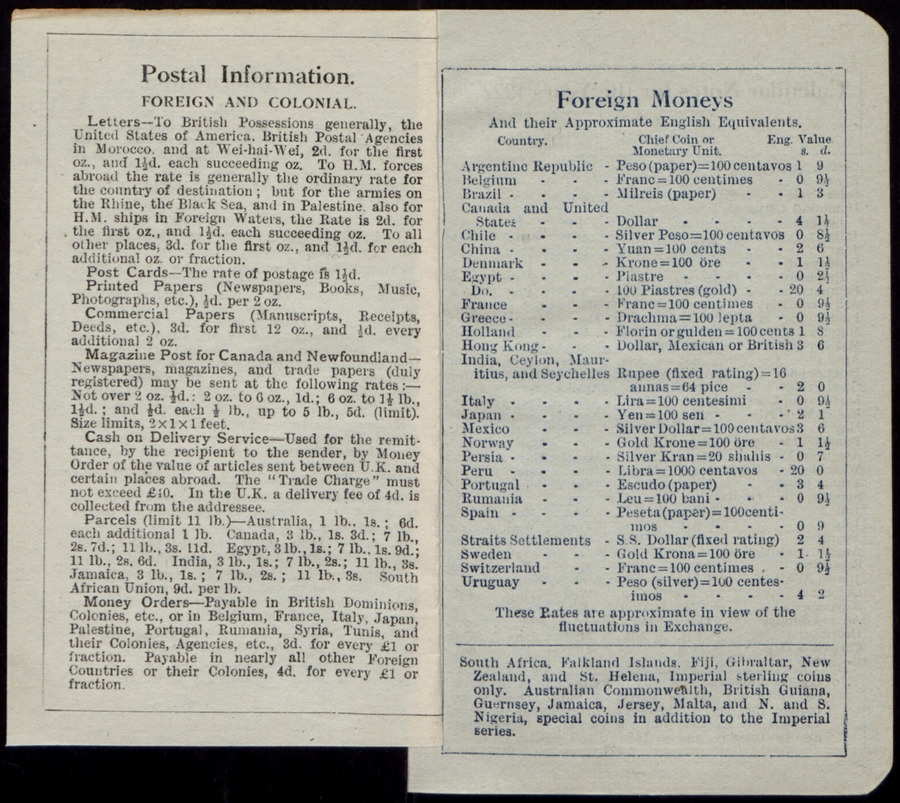 Postal Information.
FOREIGN AND COLONIAL.
Letters—To British Possessions generally, the
United States of America, British Postal Agencies
in Morocco, and at Wei-hai-Wei, 2d. for the first
oz., and 1½d. each succeeding oz. To H.M. forces
abroad the rate is generally the ordinary rate for
the country of destination; but for the armies on
the Rhine, the Black Sea, and in Palestine, also for
H.M. ships in Foreign Waters, the Rate is 2d. for
the first oz., and 1½d. each succeeding oz. To all
other places, 3d. for the first oz., and 1½d. for each
additional oz. or fraction.
Post Cards—The rate of postage is 1½d.
Printed Papers (Newspapers, Books, Music,
Photographs, etc.), ½d. per 2 oz.
Commercial Papers (Manuscripts, Receipts,
Deeds, etc.), 3d. for first 12 oz., and ½d. every
additional 2 oz.
Magazine Post for Canada and Newfoundland—
Newspapers, magazines, and trade papers (duly
registered) may be sent at the following rates:—
Not over 2 oz. ½d.: 2 oz. to 6 oz., 1d.; 6 oz. to 1½ lb.,
1½d.; and ½d. each ½ lb., up to 5 lb., 5d. (limit).
Size limits, 2×1×1 feet.
Cash on Delivery Service—Used for the remit-
tance, by the recipient to the sender, by Money
Order of the value of articles sent between U.K. and
certain places abroad. The "Trade Charge" must
not exceed £40. In the U.K. a delivery fee of 4d. is
collected from the addressee.
Parcels (limit 11 lb.)—Australia, 1 lb., 1s.; 6d.
each additional 1 lb. Canada, 3 lb., 1s. 3d.; 7 lb.,
2s. 7d.; 11 lb., 3s. 11d. Egypt, 3 lb., 1s.; 7 lb., 1s. 9d.;
11 lb., 2s. 6d. India, 3 lb., 1s.; 7 lb., 2s.; 11 lb., 3s.
Jamaica, 3 lb., 1s.; 7 lb., 2s.; 11 lb., 3s. South
African Union, 9d. per lb.
Money Orders—Payable in British Dominions,
Colonies, etc., or in Belgium, France, Italy, Japan,
Palestine, Portugal, Rumania, Syria, Tunis, and
their Colonies, Agencies, etc., 3d. for every £1 or
fraction. Payable in nearly all other Foreign
Countries or their Colonies, 4d. for every £1 or
fraction.
Foreign Moneys
And their Approximate English Equivalents.
Country. Chief Coin or Eng. Value.
Monetary Unit. s. d.
Argentine Republic - Peso (paper)=100 centavos 1 9
Belgium - - - Franc=100 centimes - 0 9½
Brazil - - - - Milreis (paper) - - 1 3
Canada and United
States - - - Dollar - - - - 4 1½
Chile - - - - Silver Peso=100 centavos 0 8½
China - - - - Yuan=100 cents - - 2 6
Denmark - - - Krone=100 öre - - 1 1½
Egypt - - - - Piastre - - - 0 2½
Do. - - - - 100 Piastres (gold) - - 20 4
France - - - Franc=100 centimes - 0 9½
Greece - - - - Drachma=100 lepta - 0 9½
Holland - - - Florin or gulden=100 cents 1 8
Hong Kong - - - Dollar, Mexican or British 3 6
India, Ceylon, Maur-
itius, and Seychelles Rupee (fixed rating)=16
annas=64 pice - - 2 0
Italy - - - - Lira=100 centesimi - 0 9½
Japan - - - - Yen=100 sen - - - 2 1
Mexico - - - Silver Dollar=100 centavos 3 6
Norway - - - Gold Krone=100 öre - 1 1½
Persia - - - - Silver Kran=20 shahis - 0 7
Peru - - - - Libra=1000 centavos - 20 0
Portugal - - - Escudo (paper) - - 3 4
Rumania - - - Leu=100 bani - - - 0 9½
Spain - - - - Peseta (paper)=100 centi-
mos - - - - 0 9
Straits Settlements - S.S. Dollar (fixed rating) 2 4
Sweden - - - Gold Krona=100 öre - 1 1½
Switzerland - - Franc=100 centimes - 0 9½
Uruguay - - - Peso (silver)=100 centes-
imos - - - - 4 2
These Rates are approximate in view of the
fluctuations in Exchange.
South Africa, Falkland Islands, Fiji, Gibraltar, New
Zealand, and St. Helena, Imperial sterling coins
only. Australian Commonwealth, British Guiana,
Guernsey, Jamaica, Jersey, Malta, and N. and S.
Nigeria, special coins in addition to the Imperial
series.